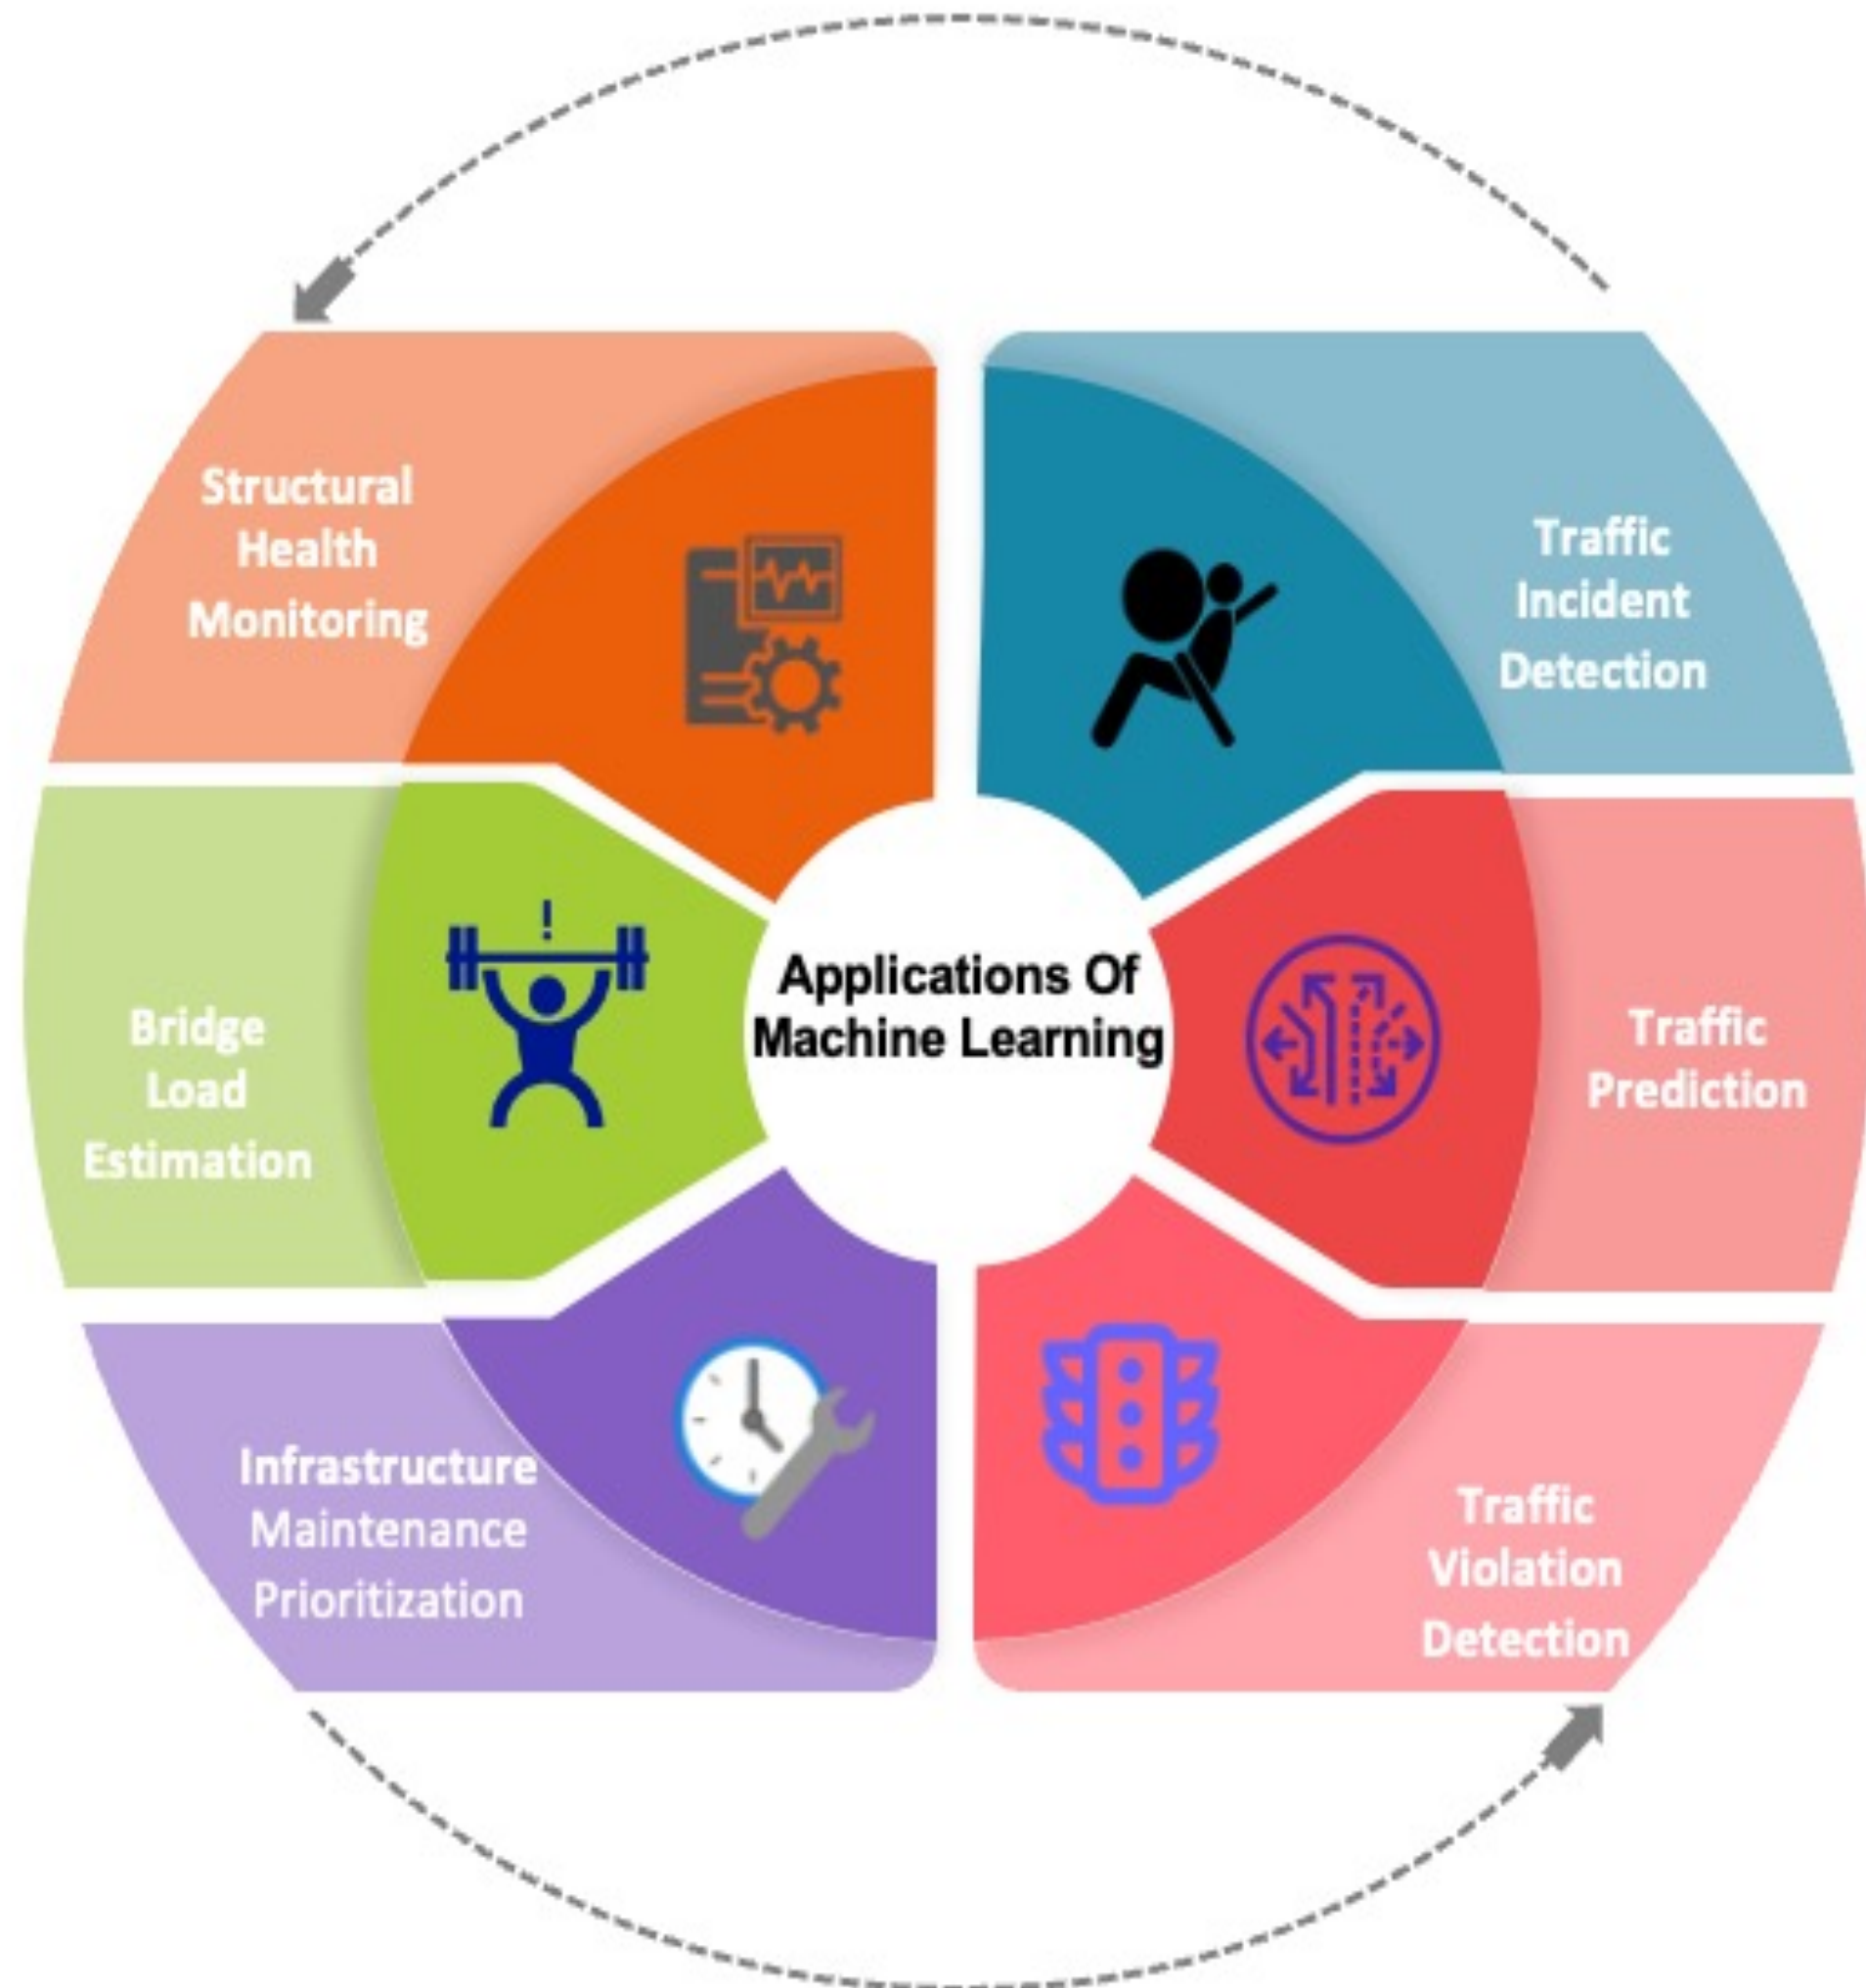 Structural
Health
Monitoring
Traffic
Incident
Detection
Applications Of
Machine Learning
Bridge
Load
Estimation
Traffic
Prediction
Infrastructure
Maintenance
Prioritization
Traffic
Violation
Detection